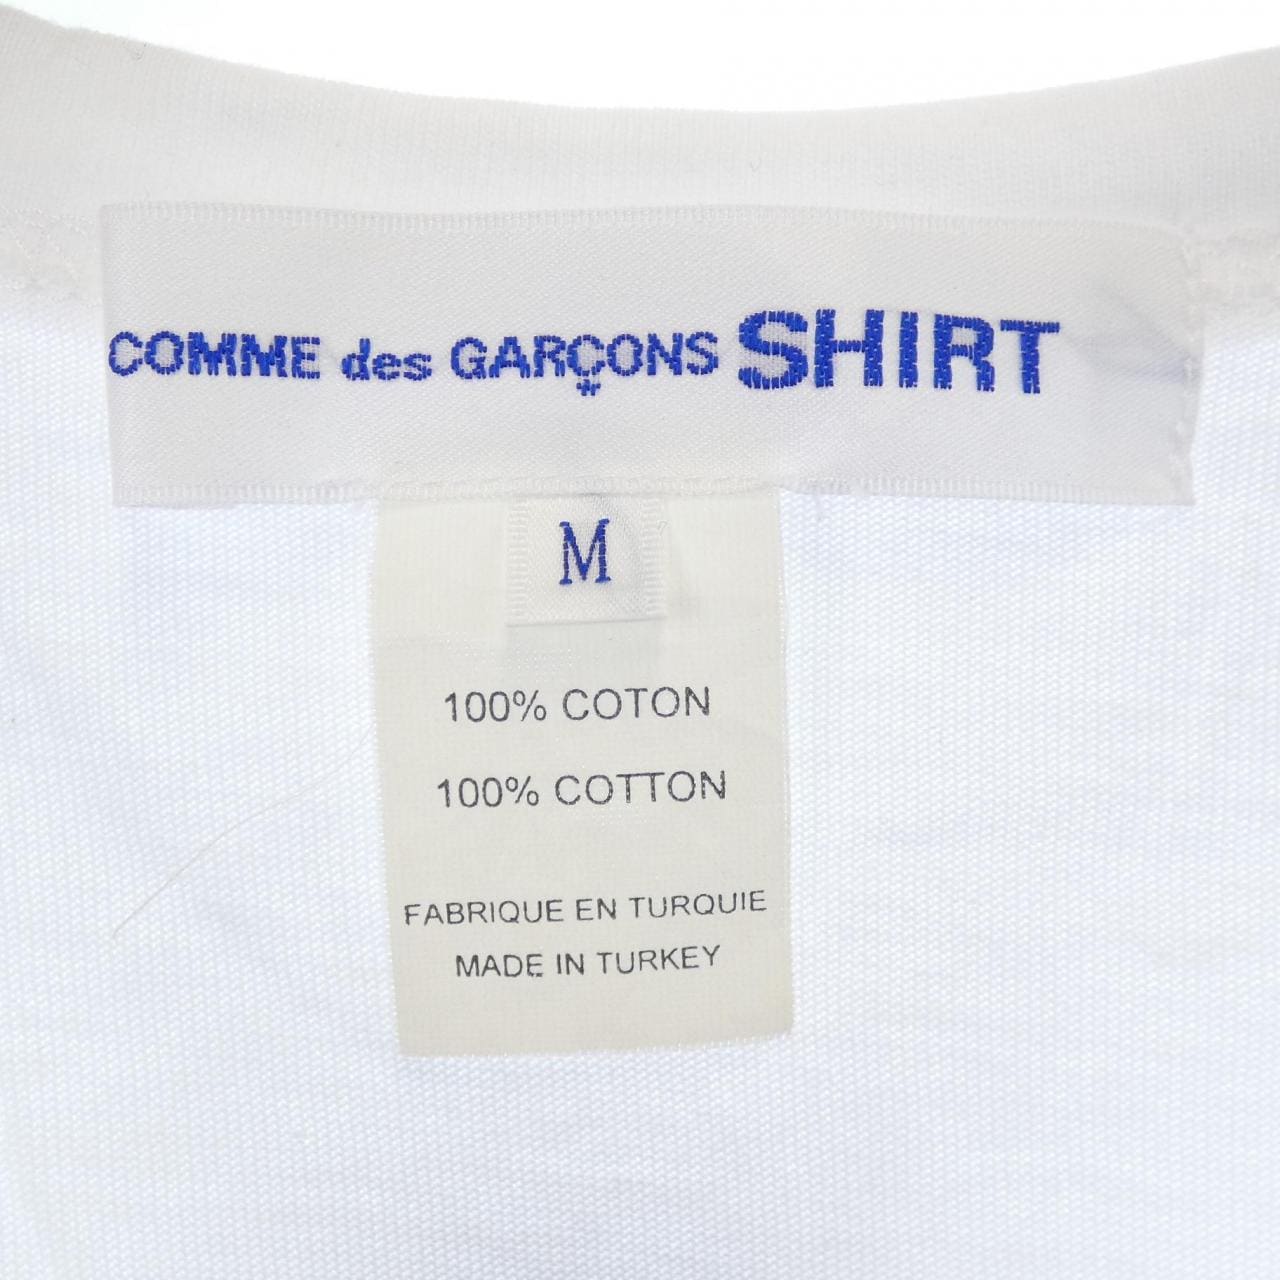 COMME des GARÇONS SHIRT
M
100% COTON
100% COTTON
FABRIQUE EN TURQUIE
MADE IN TURKEY